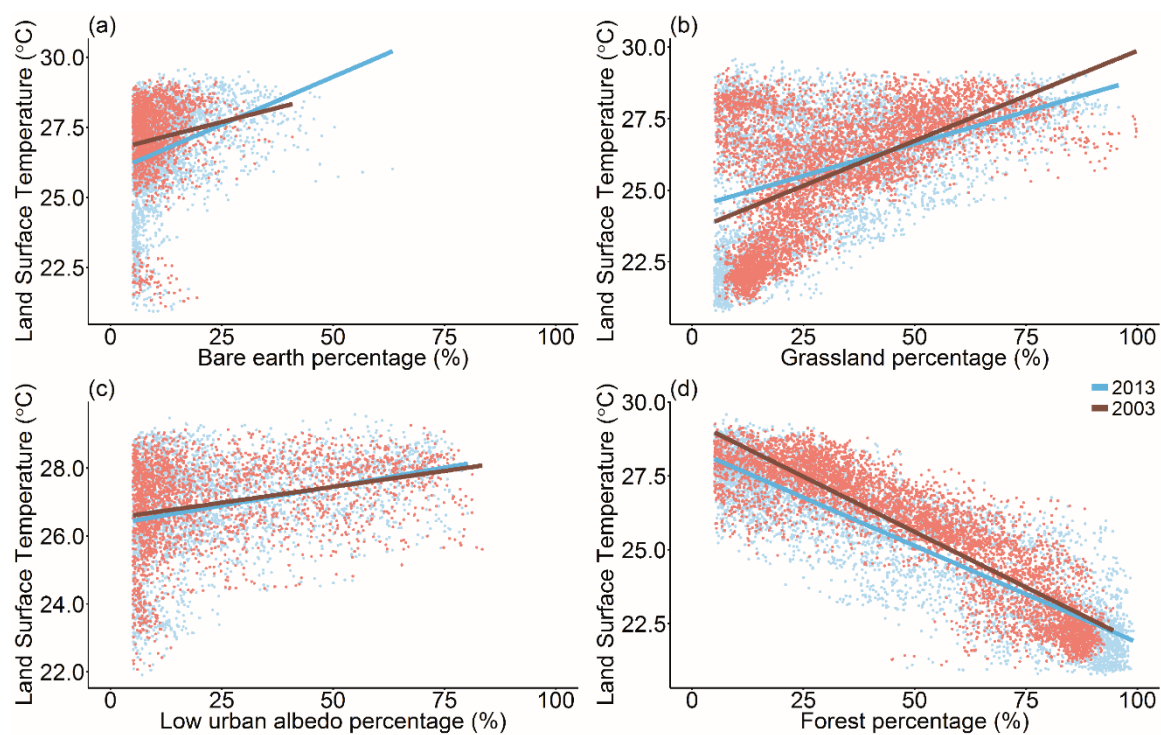 (a)
Land Surface Temperature (°C)
30.0
27.5
25.0
22.5
0 25 50 75 100
Bare earth percentage (%)
(b)
Land Surface Temperature (°C)
30.0
27.5
25.0
22.5
0 25 50 75 100
Grassland percentage (%)
(c)
Land Surface Temperature (°C)
28.0
26.0
24.0
22.0
0 25 50 75 100
Low urban albedo percentage (%)
(d)
2013
2003
Land Surface Temperature (°C)
30.0
27.5
25.0
22.5
0 25 50 75 100
Forest percentage (%)